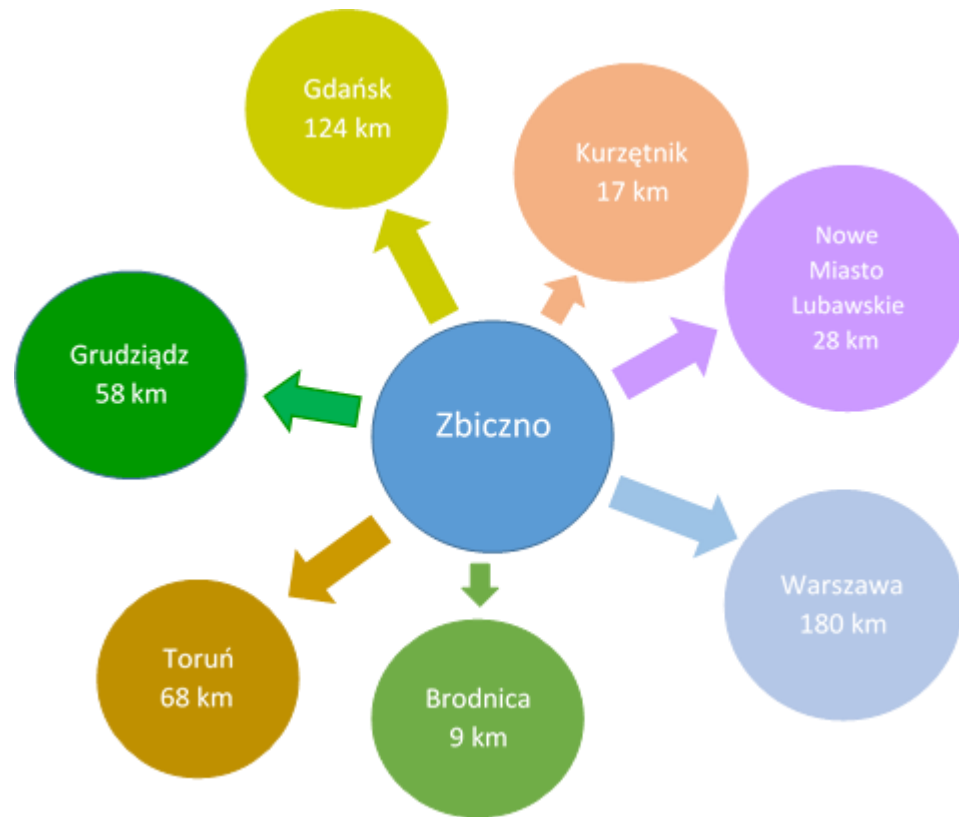 Gdańsk
124 km
Kurzętnik
17 km
Nowe
Miasto
Lubawskie
28 km
Grudziądz
58 km
Zbiczno
Warszawa
180 km
Toruń
68 km
Brodnica
9 km